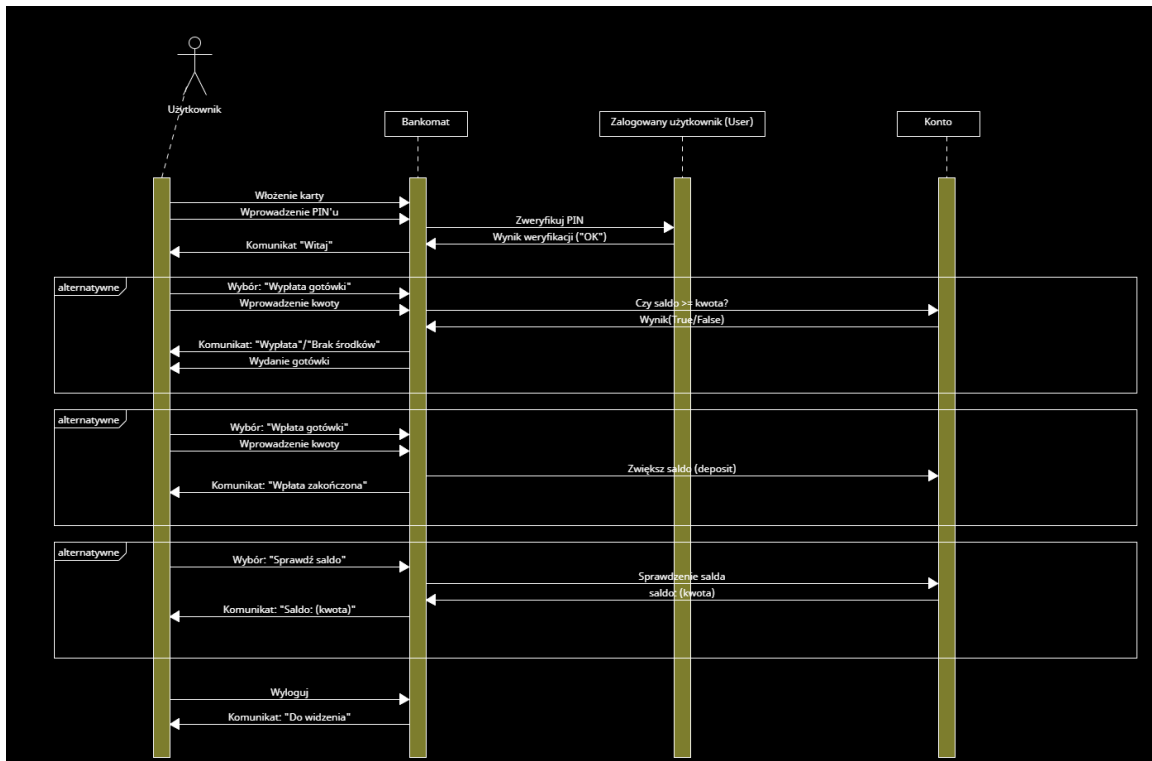 Użytkownik
Bankomat
Zalogowany użytkownik (User)
Konto
Włożenie karty
Wprowadzenie PIN'u
Zweryfikuj PIN
Wynik weryfikacji ("OK")
Komunikat "Witaj"
alternatywne
Wybór: "Wypłata gotówki"
Wprowadzenie kwoty
Czy saldo >= kwota?
Wynik(True/False)
Komunikat: "Wypłata"/"Brak środków"
Wydanie gotówki
alternatywne
Wybór: "Wpłata gotówki"
Wprowadzenie kwoty
Zwiększ saldo (deposit)
Komunikat: "Wpłata zakończona"
alternatywne
Wybór: "Sprawdź saldo"
Sprawdzenie salda
saldo: (kwota)
Komunikat: "Saldo: (kwota)"
Wyloguj
Komunikat: "Do widzenia"